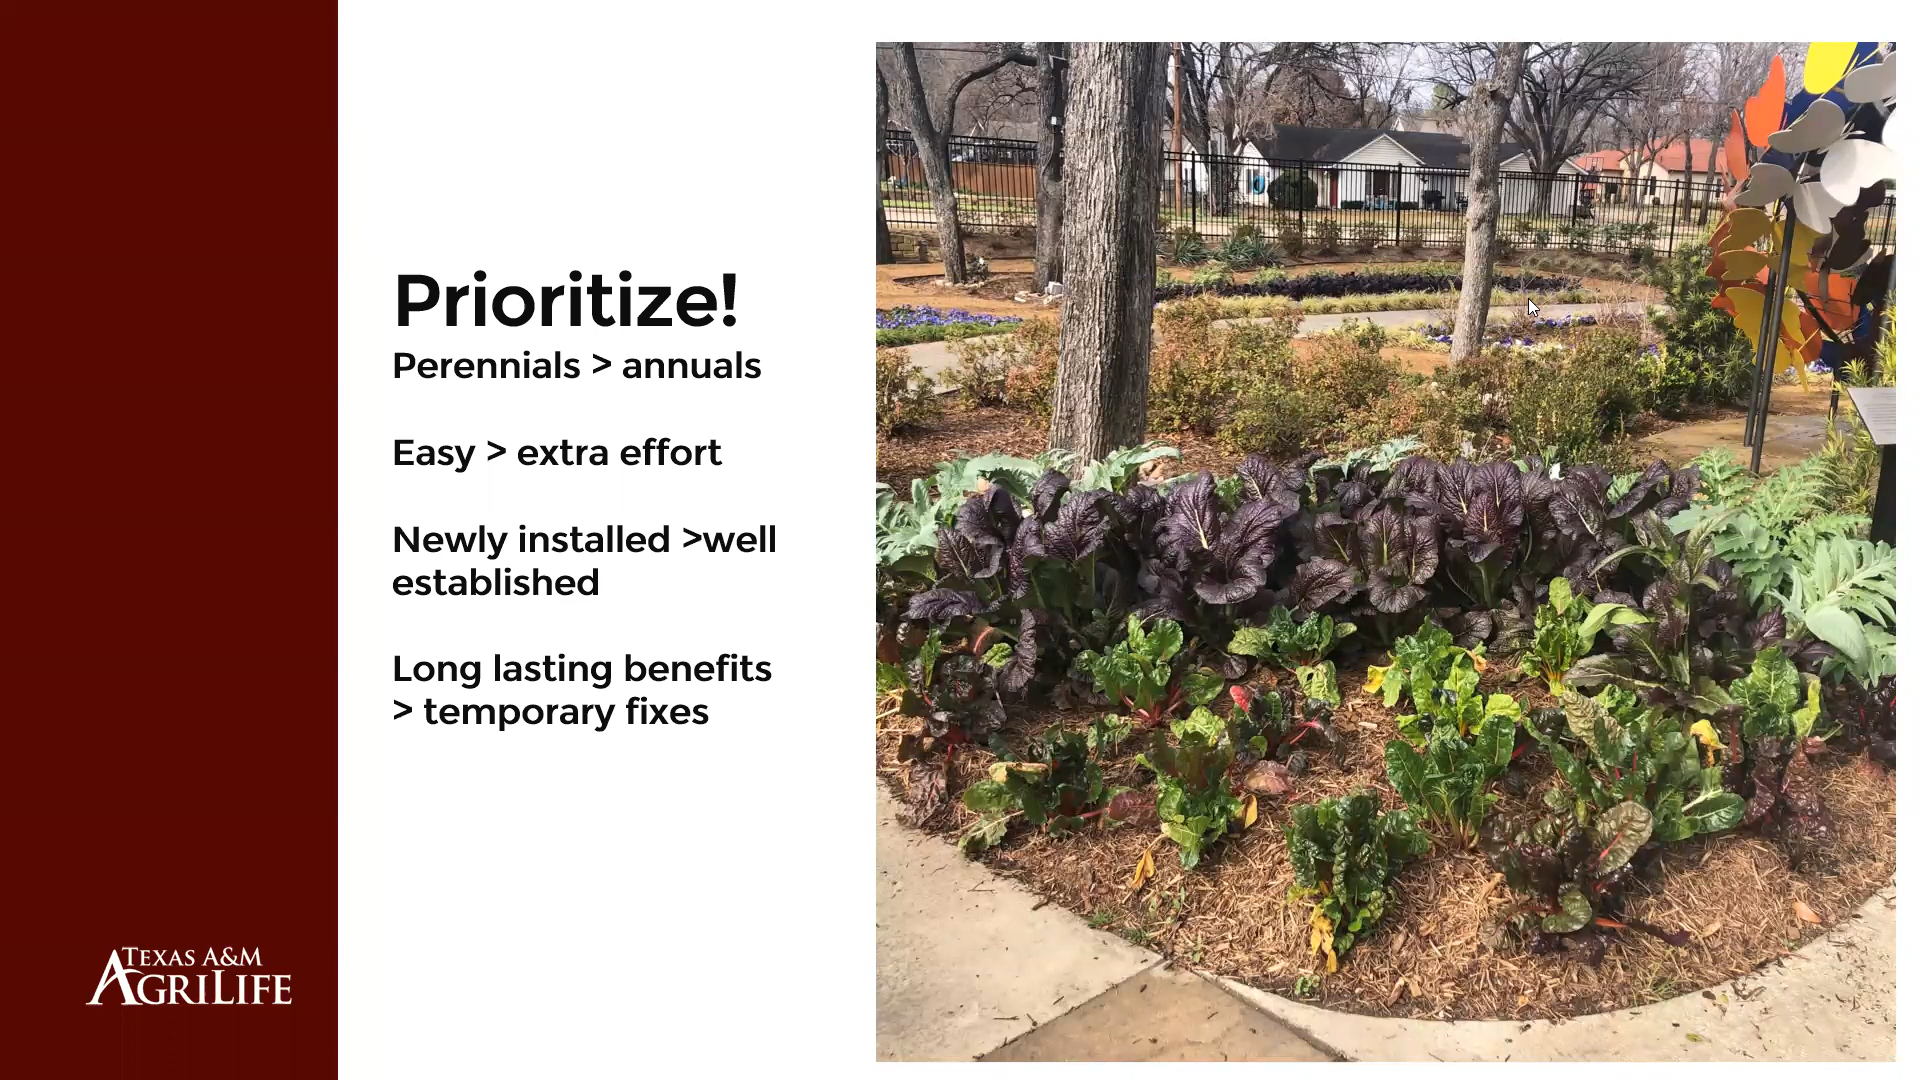 Prioritize!
Perennials > annuals
Easy > extra effort
Newly installed >well
established
Long lasting benefits
> temporary fixes
TEXAS A&M
AGRILIFE